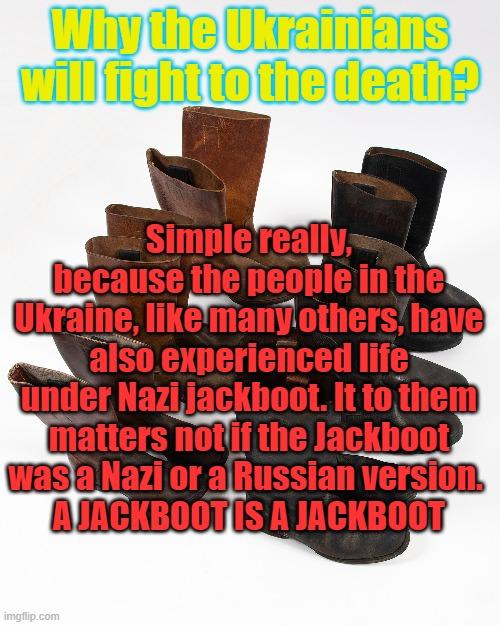 Why the Ukrainians
will fight to the death?
Simple really,
because the people in the
Ukraine, like many others, have
also experienced life
under Nazi jackboot. It to them
matters not if the Jackboot
was a Nazi or a Russian version.
A JACKBOOT IS A JACKBOOT
imgflip.com